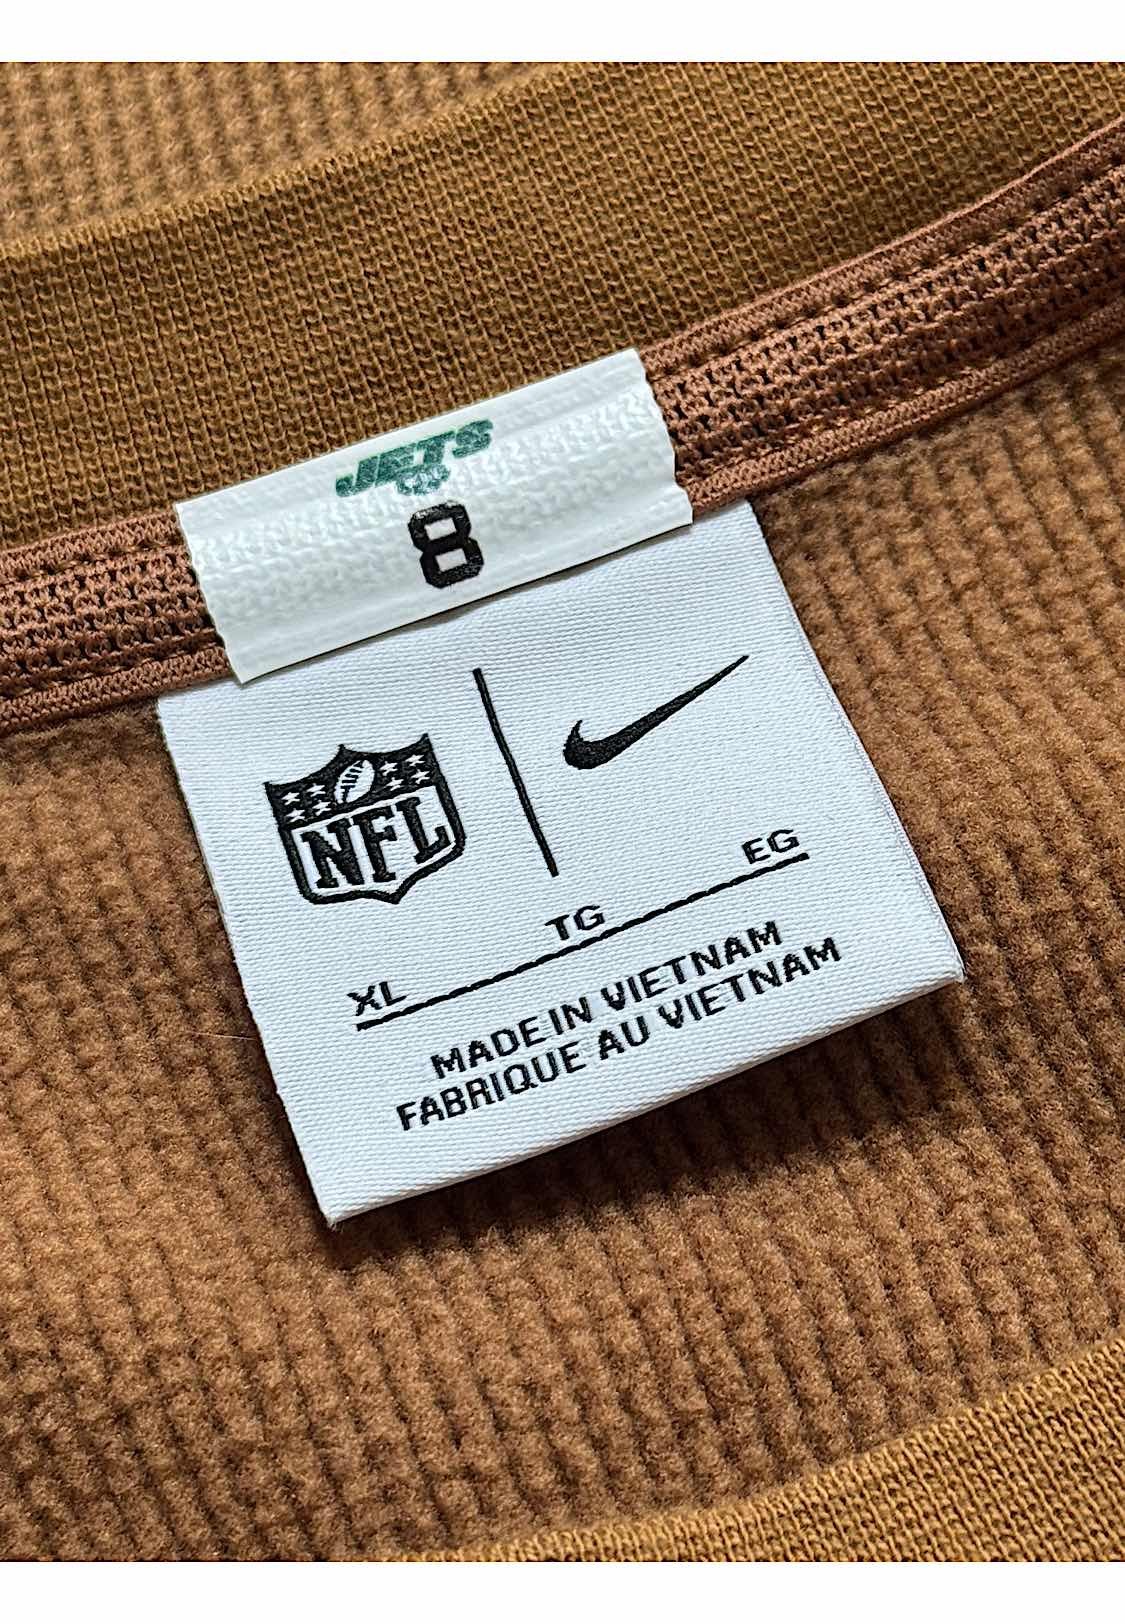 JETS
8
NFL
XL TG EG
MADE IN VIETNAM
FABRIQUE AU VIETNAM